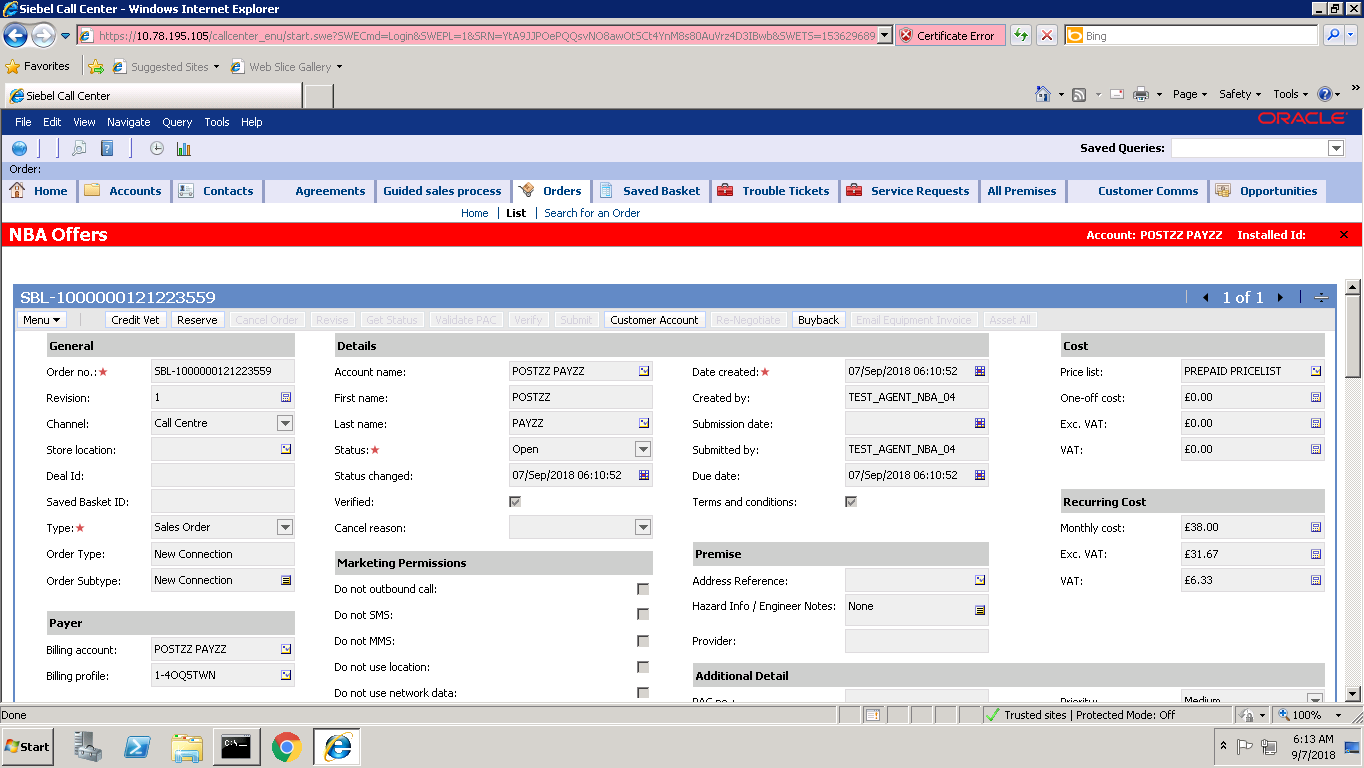 Siebel Call Center - Windows Internet Explorer
https://10.78.195.105/callcenter_enu/start.swe?SWECmd=Login&SWEPL=1&SRN=YtA9JJPOePQQsvNO8awOtSCt4YnM8s80AuVrz4D3IBwb&SWETS=153629689 Certificate Error Bing
Favorites Suggested Sites Web Slice Gallery
Siebel Call Center Page Safety Tools
File Edit View Navigate Query Tools Help ORACLE
Saved Queries:
Order:
Home Accounts Contacts Agreements Guided sales process Orders Saved Basket Trouble Tickets Service Requests All Premises Customer Comms Opportunities
Home List Search for an Order
NBA Offers Account: POSTZZ PAYZZ Installed Id:
SBL-1000000121223559 1 of 1
Menu Credit Vet Reserve Cancel Order Revise Get Status Validate PAC Verify Submit Customer Account Re-Negotiate Buyback Email Equipment Invoice Asset All
General Details Cost
Order no.: SBL-1000000121223559 Account name: POSTZZ PAYZZ Date created: 07/Sep/2018 06:10:52 Price list: PREPAID PRICELIST
Revision: 1 First name: POSTZZ Created by: TEST_AGENT_NBA_04 One-off cost: £0.00
Channel: Call Centre Last name: PAYZZ Submission date: Exc. VAT: £0.00
Store location: Status: Open Submitted by: TEST_AGENT_NBA_04 VAT: £0.00
Deal Id: Status changed: 07/Sep/2018 06:10:52 Due date: 07/Sep/2018 06:10:52
Saved Basket ID: Verified: Terms and conditions: Recurring Cost
Type: Sales Order Cancel reason: Monthly cost: £38.00
Order Type: New Connection Marketing Permissions Premise Exc. VAT: £31.67
Order Subtype: New Connection Do not outbound call: Address Reference: VAT: £6.33
Payer Do not SMS: Hazard Info / Engineer Notes: None
Billing account: POSTZZ PAYZZ Do not MMS: Provider:
Billing profile: 1-4OQ5TWN Do not use location: Additional Detail
Do not use network data: PAC no.: Priority: Medium
Done Trusted sites | Protected Mode: Off 100%
Start 6:13 AM
9/7/2018